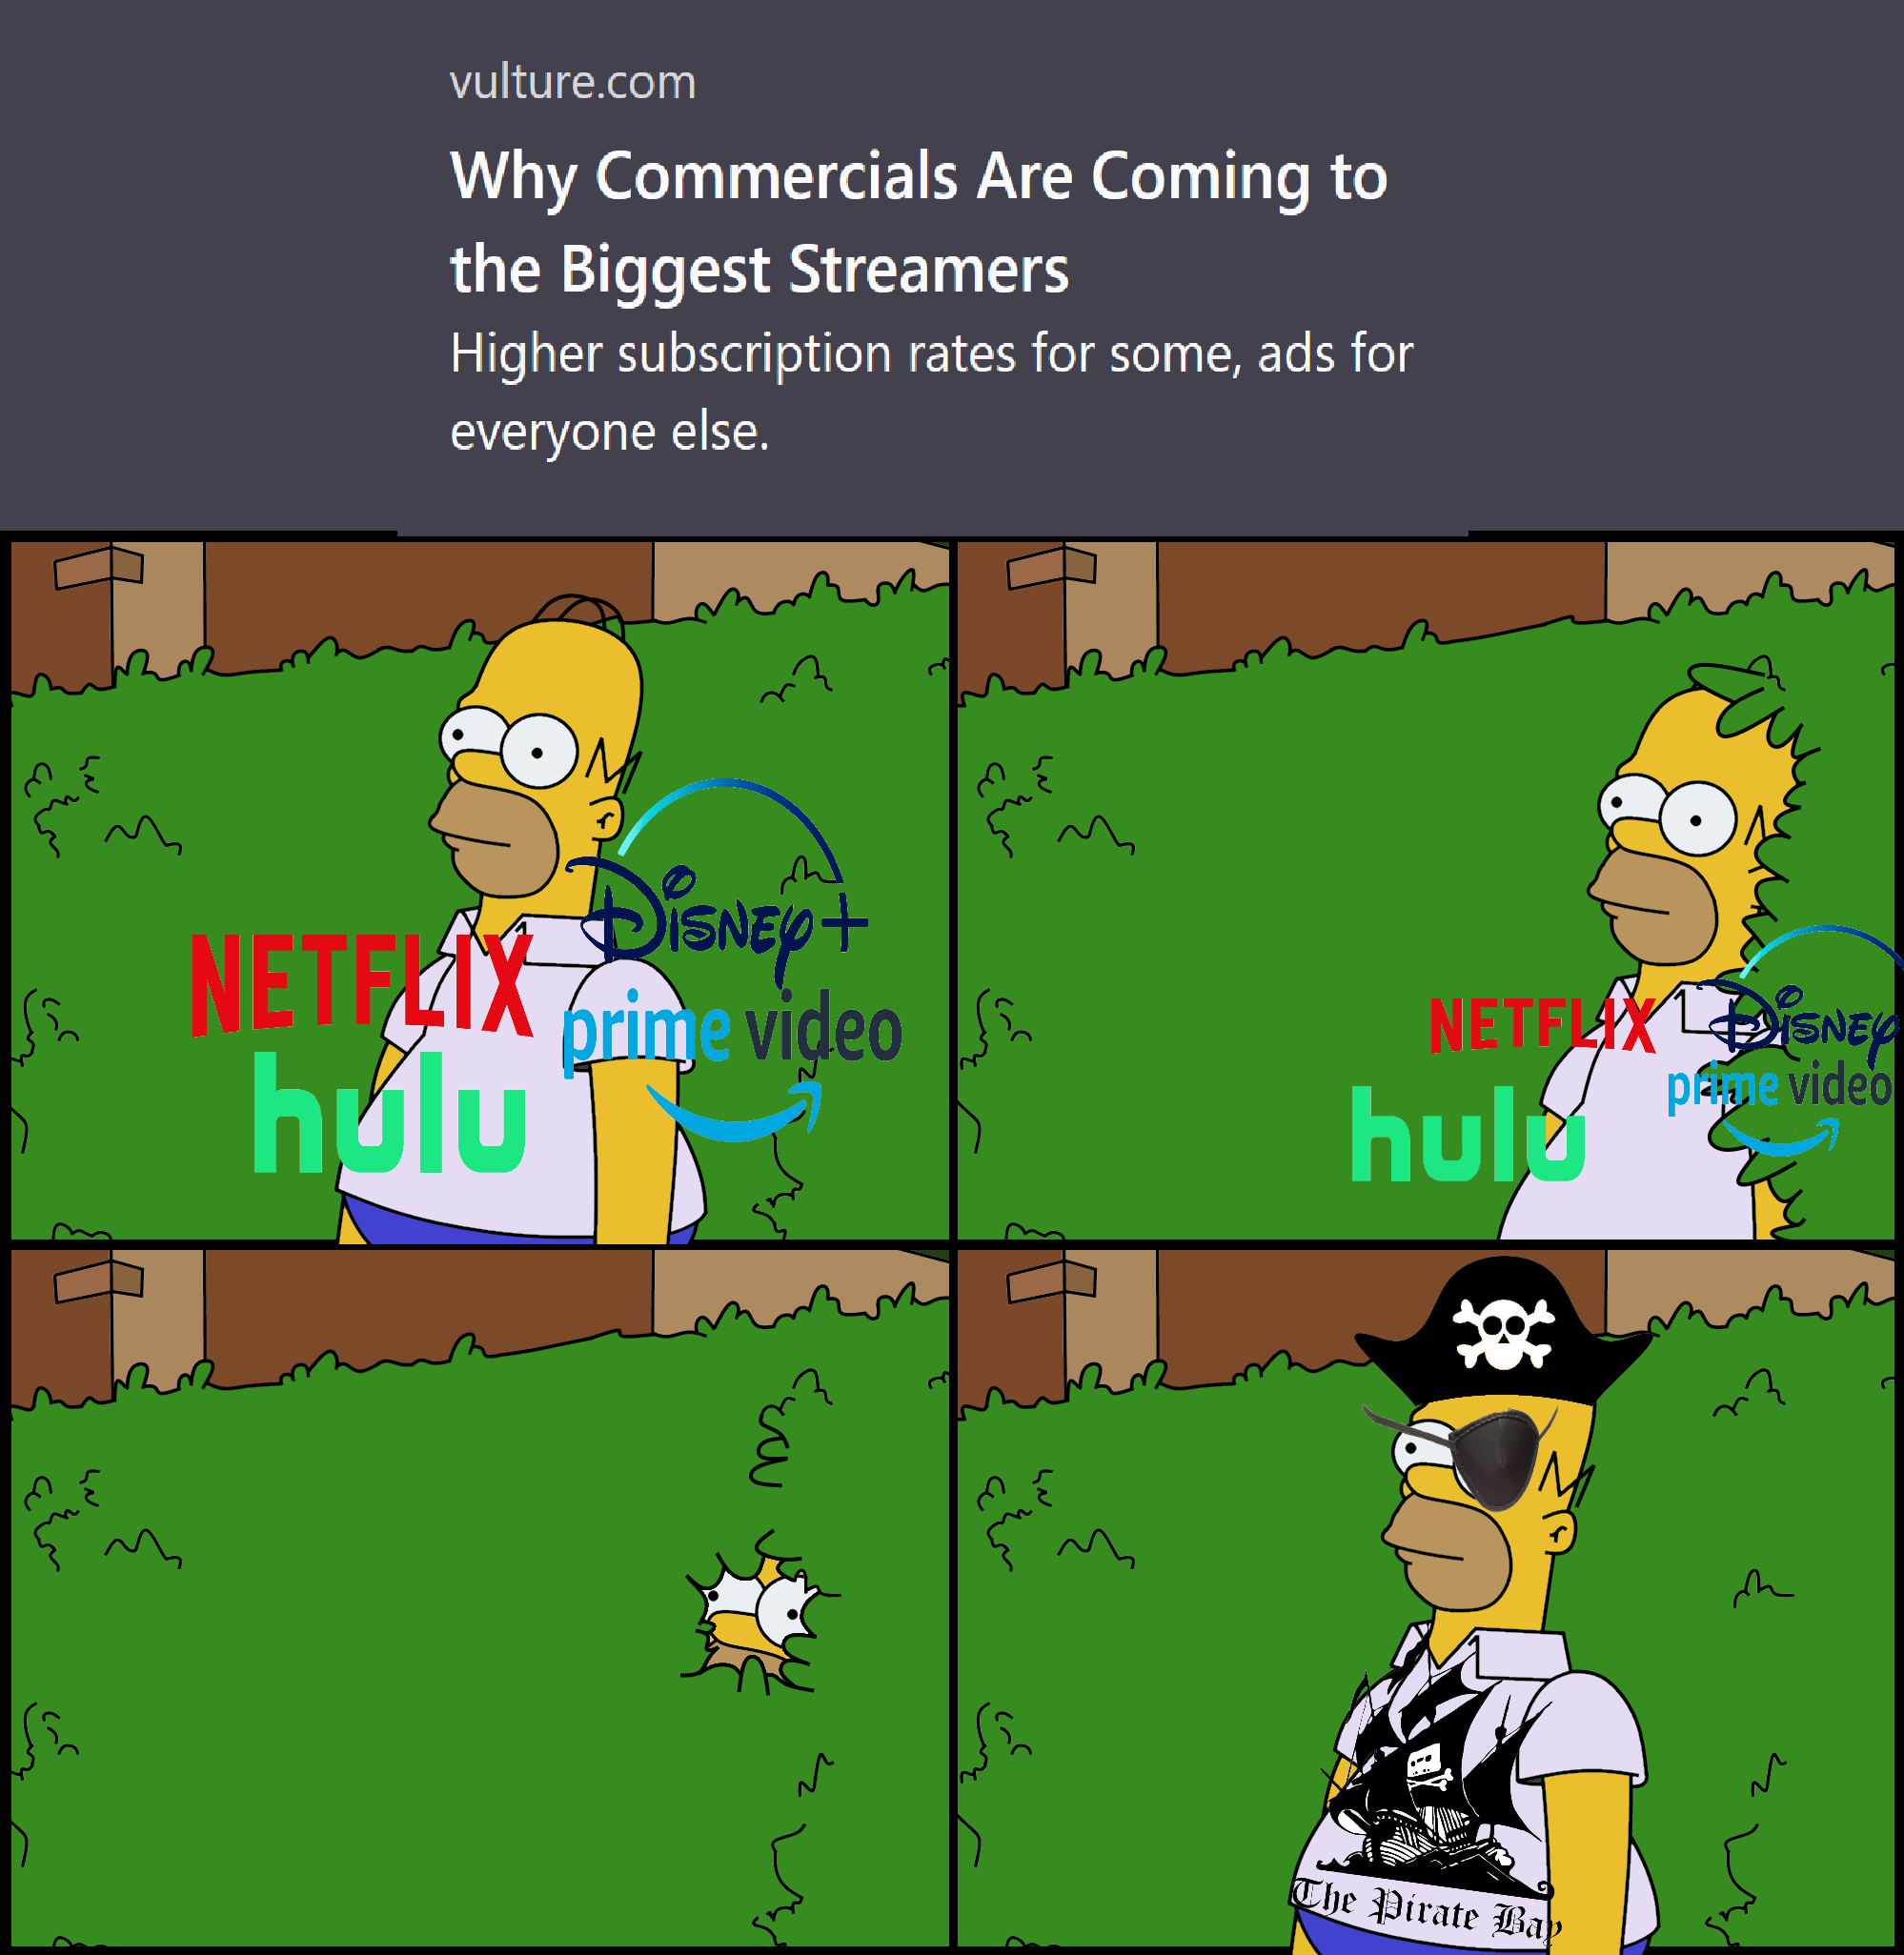 vulture.com
Why Commercials Are Coming to
the Biggest Streamers
Higher subscription rates for some, ads for
everyone else.
NETFLIX
DISNEY+
prime video
hulu
NETFLIX
DISNEY
prime video
hulu
The Pirate Bay